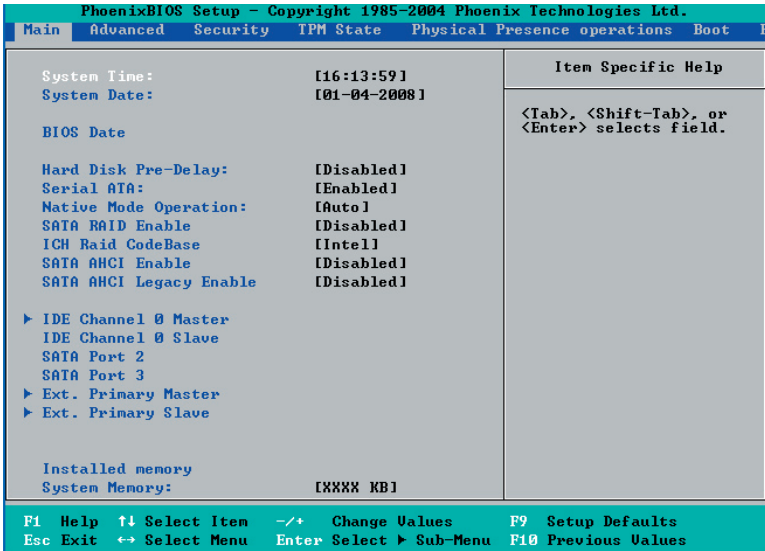 PhoenixBIOS Setup - Copyright 1985-2004 Phoenix Technologies Ltd.
Main Advanced Security TPM State Physical Presence operations Boot
System Time: [16:13:59]
System Date: [01-04-2008]
BIOS Date
Hard Disk Pre-Delay: [Disabled]
Serial ATA: [Enabled]
Native Mode Operation: [Auto]
SATA RAID Enable [Disabled]
ICH Raid CodeBase [Intel]
SATA AHCI Enable [Disabled]
SATA AHCI Legacy Enable [Disabled]
▶ IDE Channel 0 Master
IDE Channel 0 Slave
SATA Port 2
SATA Port 3
▶ Ext. Primary Master
▶ Ext. Primary Slave
Installed memory
System Memory: [XXXX KB]
Item Specific Help
<Tab>, <Shift-Tab>, or
<Enter> selects field.
F1 Help ↑↓ Select Item -/+ Change Values F9 Setup Defaults
Esc Exit ↔ Select Menu Enter Select ▶ Sub-Menu F10 Previous Values